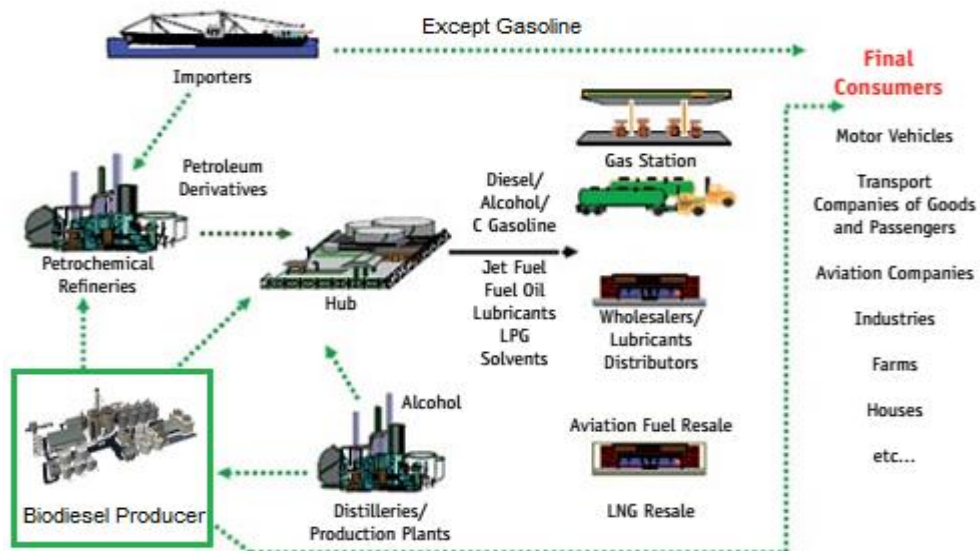 Except Gasoline
Importers
Final
Consumers
Petroleum
Derivatives
Petrochemical
Refineries
Hub
Diesel/
Alcohol/
C Gasoline
Jet Fuel
Fuel Oil
Lubricants
LPG
Solvents
Gas Station
Wholesalers/
Lubricants
Distributors
Aviation Fuel Resale
LNG Resale
Motor Vehicles
Transport
Companies of Goods
and Passengers
Aviation Companies
Industries
Farms
Houses
etc...
Alcohol
Distilleries/
Production Plants
Biodiesel Producer